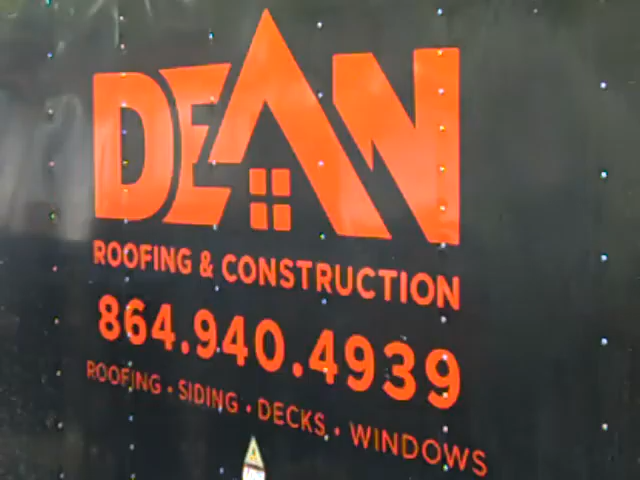 DEAN
ROOFING & CONSTRUCTION
864.940.4939
ROOFING · SIDING · DECKS · WINDOWS